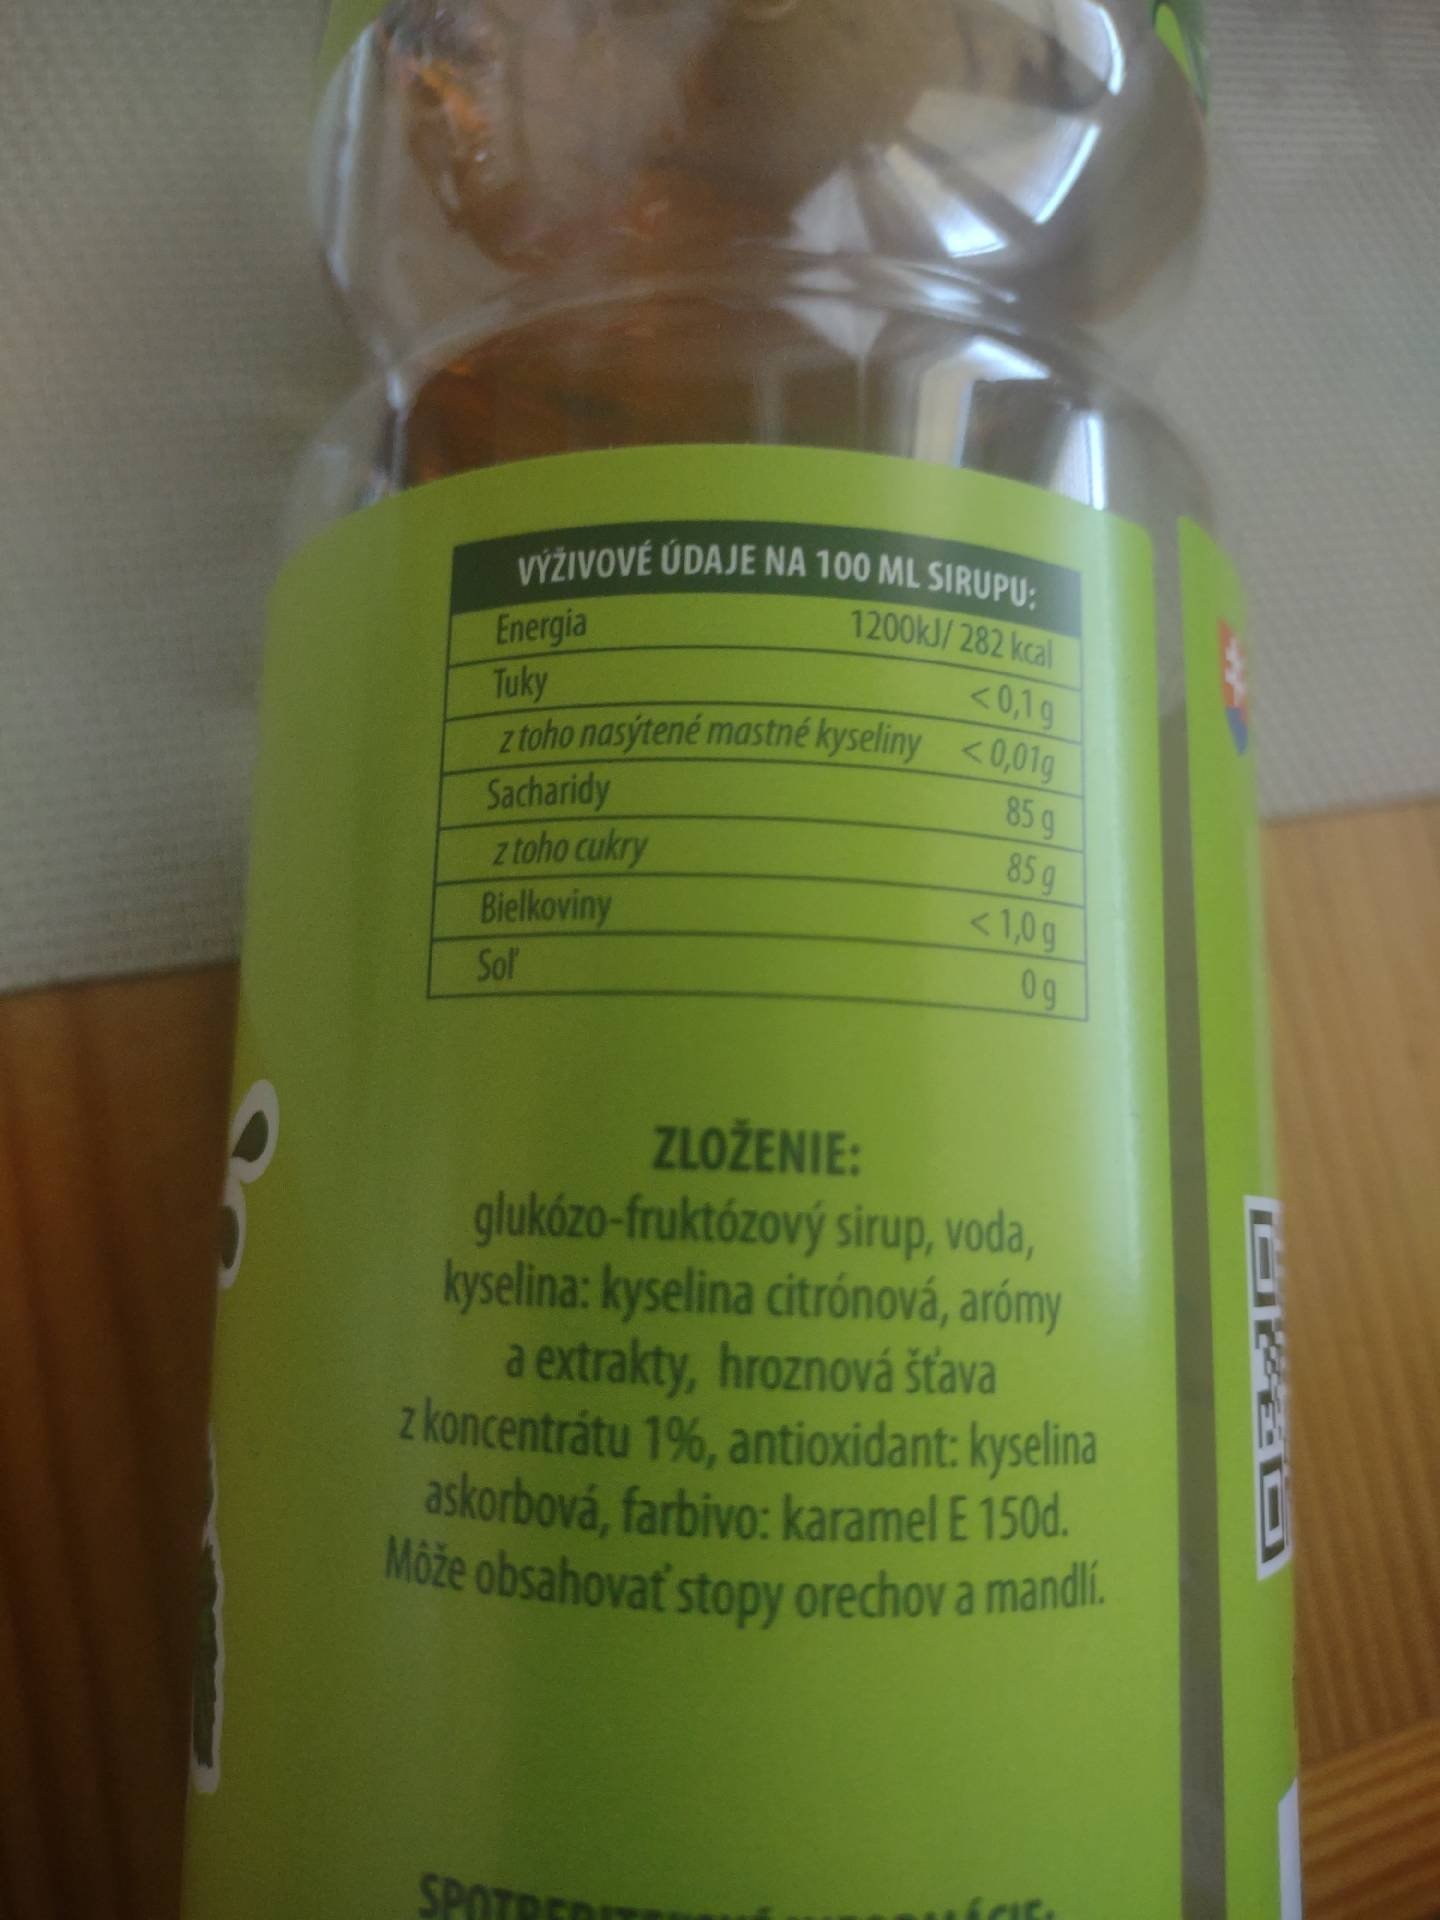 VÝŽIVOVÉ ÚDAJE NA 100 ML SIRUPU:
Energia 1200kJ/ 282 kcal
Tuky < 0,1 g
z toho nasýtené mastné kyseliny < 0,01g
Sacharidy 85 g
z toho cukry 85 g
Bielkoviny < 1,0 g
Soľ 0 g
ZLOŽENIE:
glukózo-fruktózový sirup, voda,
kyselina: kyselina citrónová, arómy
a extrakty, hroznová šťava
z koncentrátu 1%, antioxidant: kyselina
askorbová, farbivo: karamel E 150d.
Môže obsahovať stopy orechov a mandlí.